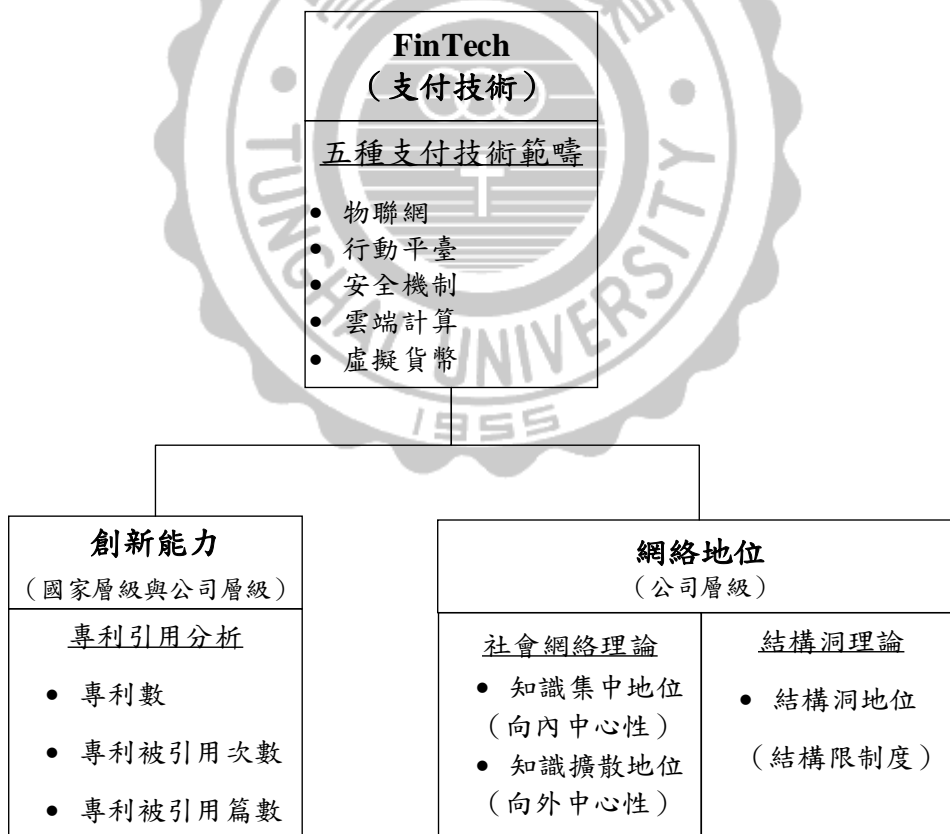 FinTech
（支付技術）
五種支付技術範疇
• 物聯網
• 行動平臺
• 安全機制
• 雲端計算
• 虛擬貨幣
TUNGHAI UNIVERSITY
1955
創新能力
（國家層級與公司層級）
專利引用分析
• 專利數
• 專利被引用次數
• 專利被引用篇數
網絡地位
（公司層級）
社會網絡理論
• 知識集中地位
（向內中心性）
• 知識擴散地位
（向外中心性）
結構洞理論
• 結構洞地位
（結構限制度）